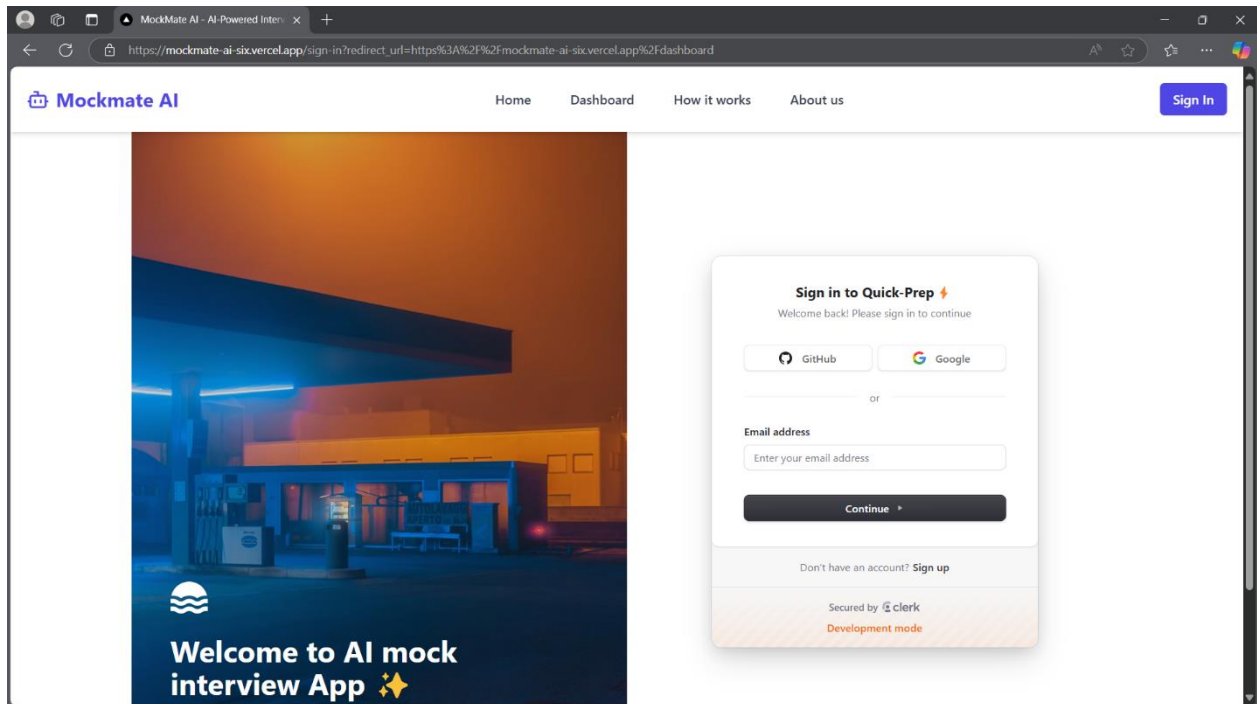 MockMate AI - AI-Powered Interv
https://mockmate-ai-six.vercel.app/sign-in?redirect_url=https%3A%2F%2Fmockmate-ai-six.vercel.app%2Fdashboard
Mockmate AI
Home
Dashboard
How it works
About us
Sign In
Sign in to Quick-Prep
Welcome back! Please sign in to continue
GitHub
Google
or
Email address
Enter your email address
Continue
Don't have an account? Sign up
Secured by clerk
Development mode
AUTOLAVAGGIO
Welcome to AI mock
interview App ✨